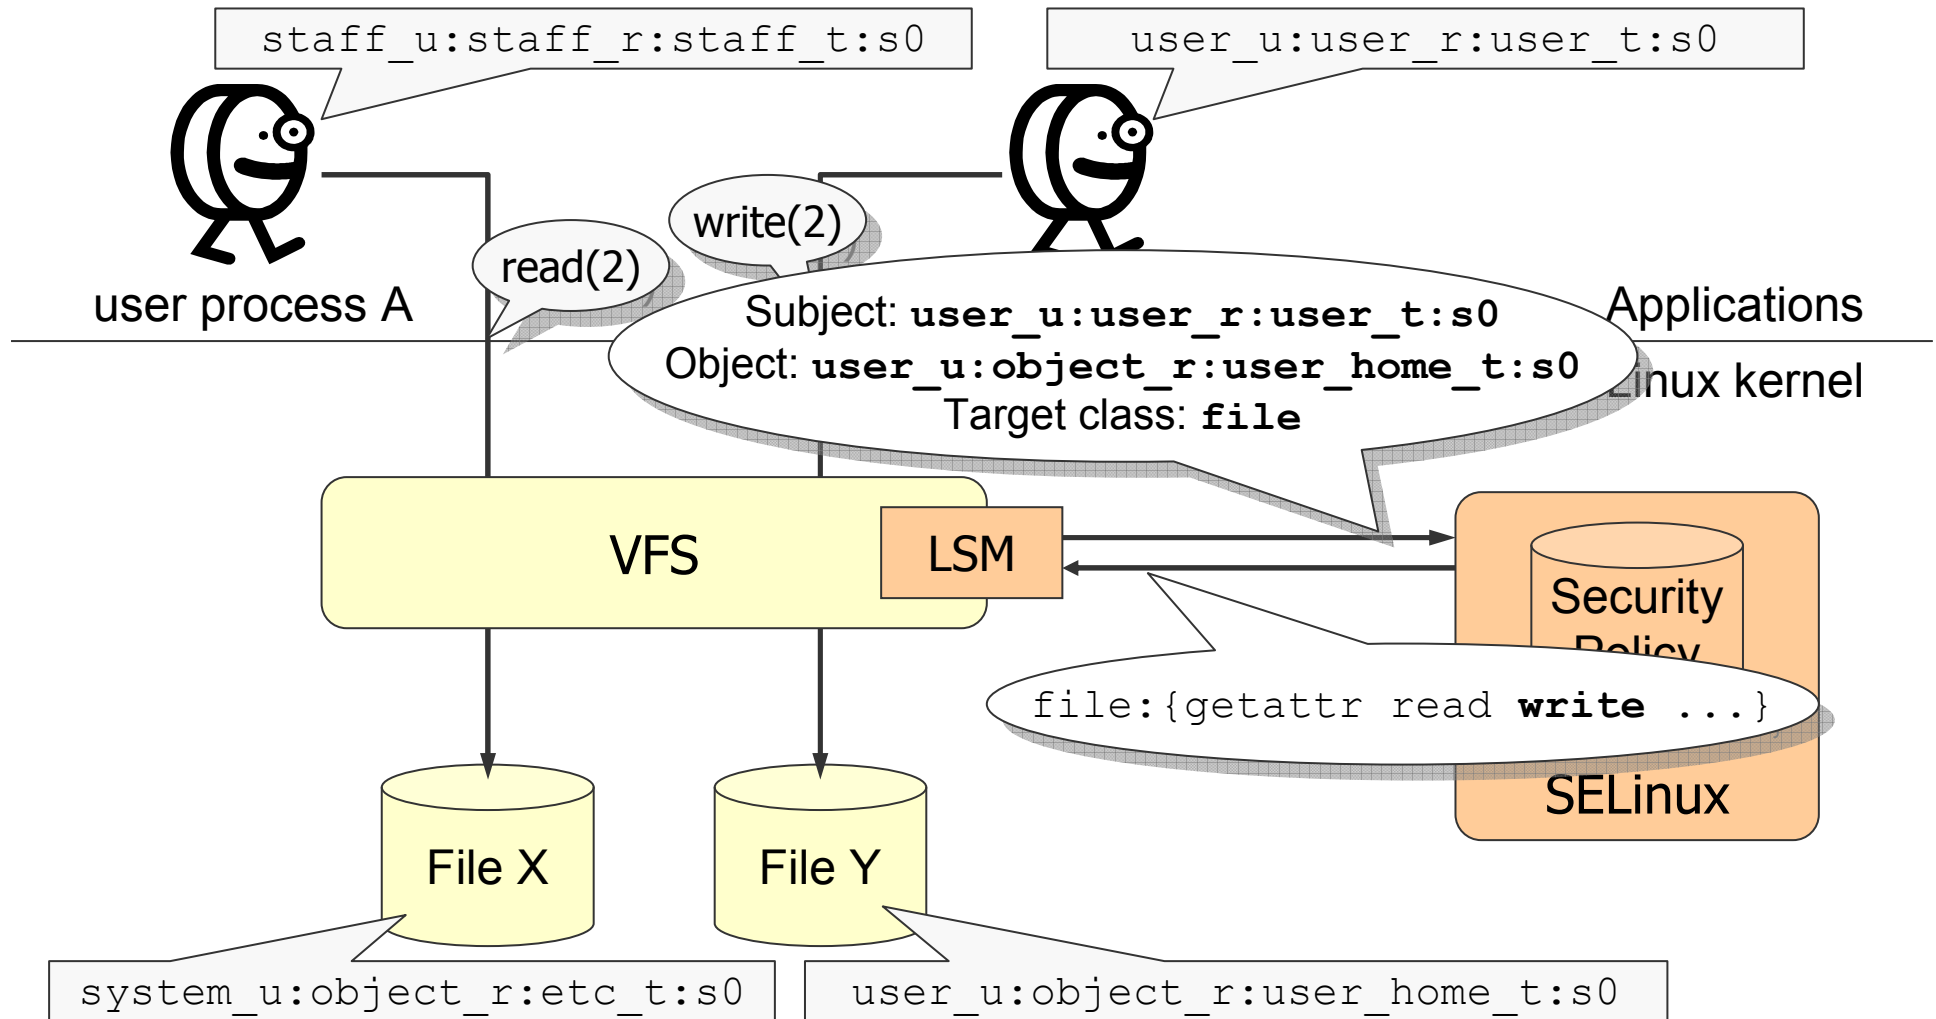 staff_u:staff_r:staff_t:s0
user_u:user_r:user_t:s0
write(2)
read(2)
user process A
Applications
Subject: user_u:user_r:user_t:s0
Object: user_u:object_r:user_home_t:s0
Target class: file
Linux kernel
VFS
LSM
Security
Policy
file:{getattr read write ...}
SELinux
File X
File Y
system_u:object_r:etc_t:s0
user_u:object_r:user_home_t:s0